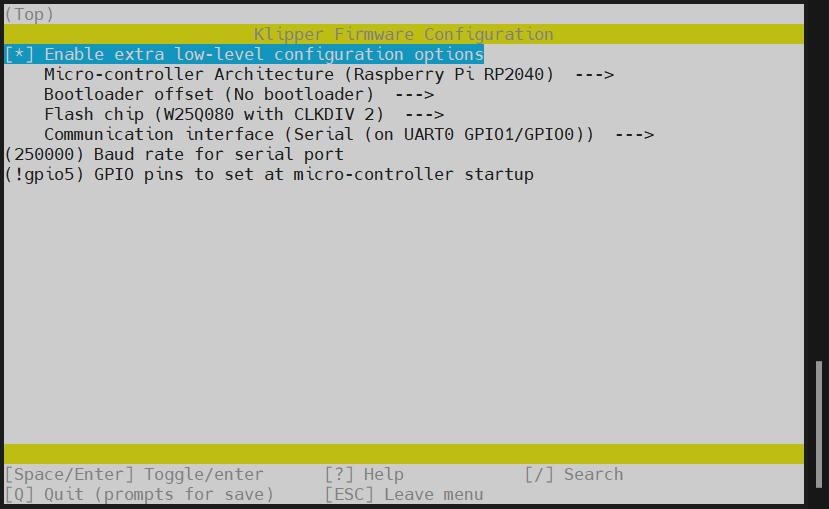 (Top)
Klipper Firmware Configuration
[*] Enable extra low-level configuration options
Micro-controller Architecture (Raspberry Pi RP2040)  --->
Bootloader offset (No bootloader)  --->
Flash chip (W25Q080 with CLKDIV 2)  --->
Communication interface (Serial (on UART0 GPIO1/GPIO0))  --->
(250000) Baud rate for serial port
(!gpio5) GPIO pins to set at micro-controller startup
[Space/Enter] Toggle/enter      [?] Help            [/] Search
[Q] Quit (prompts for save)     [ESC] Leave menu